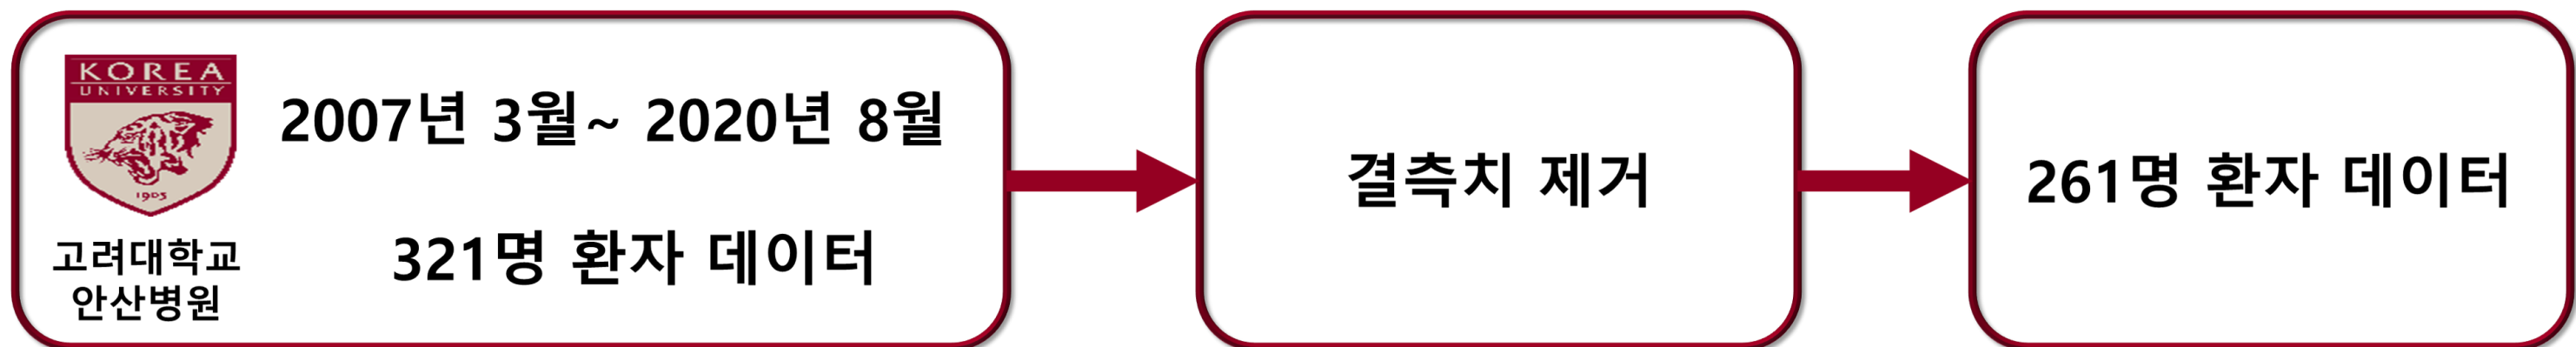 KOREA
UNIVERSITY
1905
고려대학교
안산병원
2007년 3월~ 2020년 8월
321명 환자 데이터
결측치 제거
261명 환자 데이터